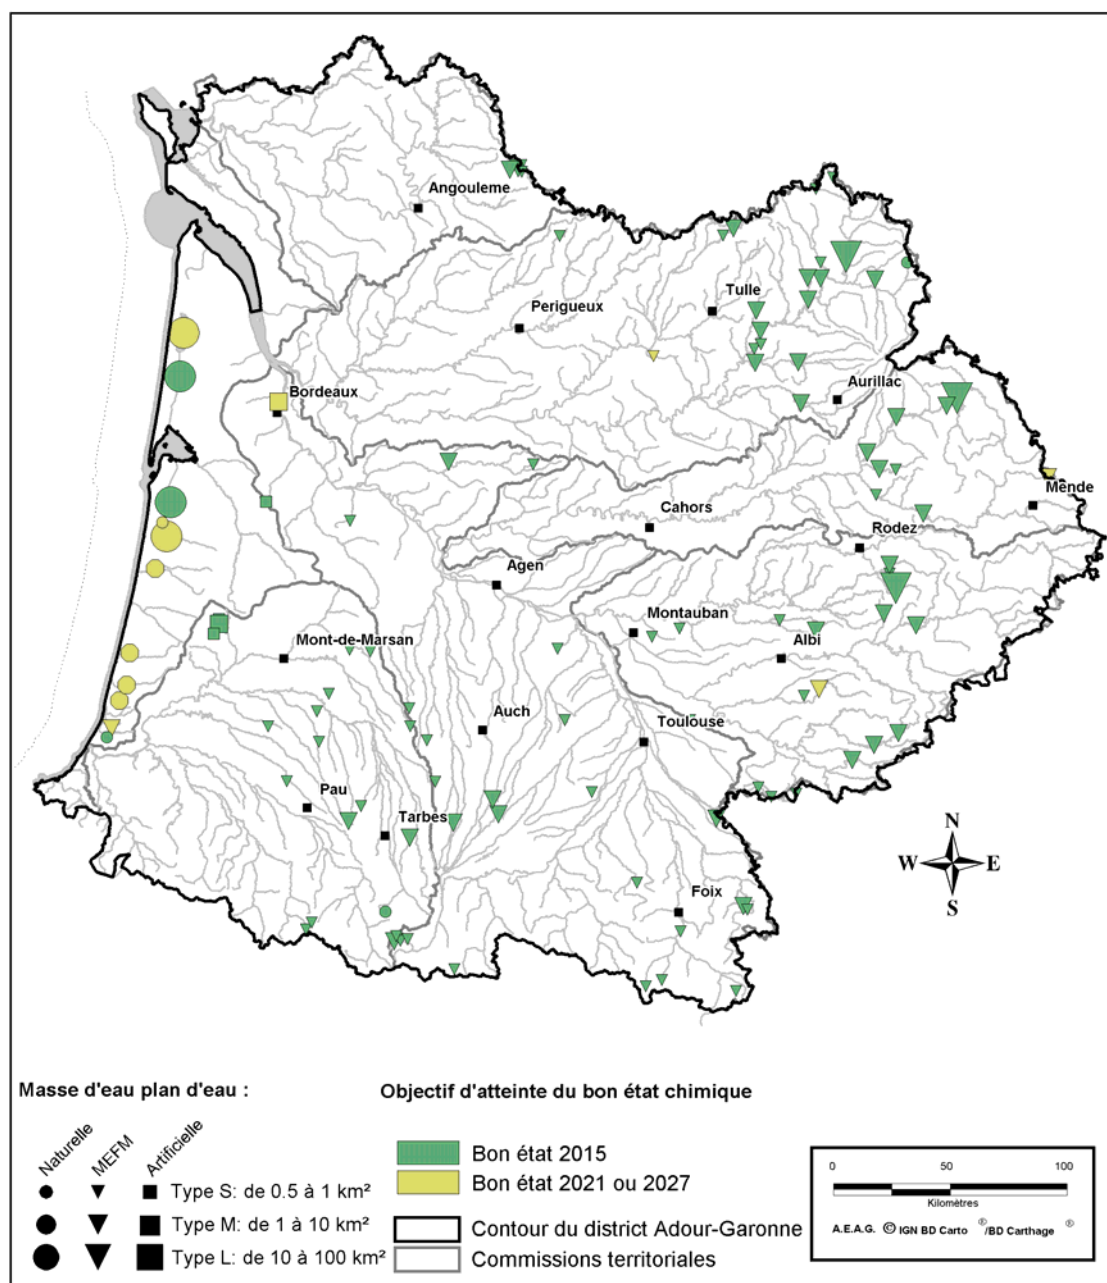 Angouleme
Perigueux
Tulle
Bordeaux
Aurillac
Mende
Cahors
Rodez
Agen
Montauban
Albi
Mont-de-Marsan
Auch
Toulouse
Pau
Tarbes
Foix
N
W
E
S
Masse d'eau plan d'eau :
Naturelle
MEFM
Artificielle
Type S: de 0.5 à 1 km²
Type M: de 1 à 10 km²
Type L: de 10 à 100 km²
Objectif d'atteinte du bon état chimique
Bon état 2015
Bon état 2021 ou 2027
Contour du district Adour-Garonne
Commissions territoriales
0 50 100
Kilomètres
A.E.A.G. © IGN BD Carto ® /BD Carthage ®